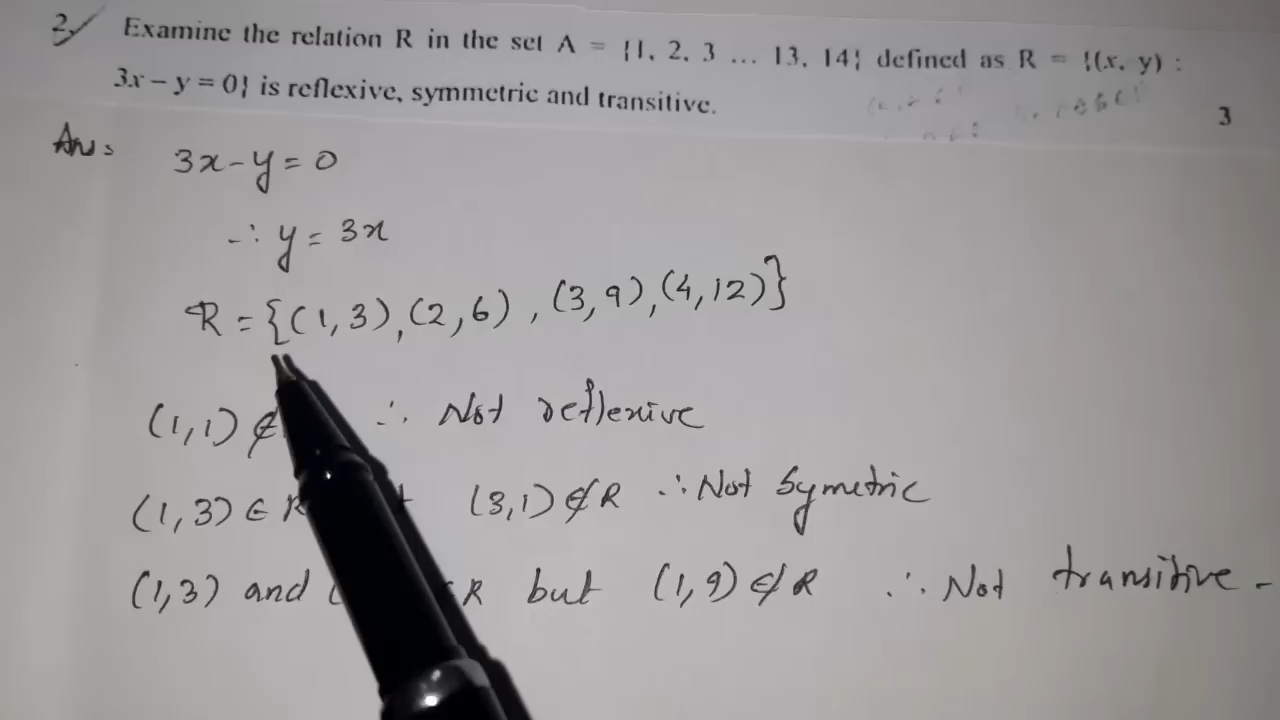 2. Examine the relation R in the set A = {1, 2, 3 ... 13, 14} defined as R = {(x, y) :
3x – y = 0} is reflexive, symmetric and transitive.
3
Ans: 3x - y = 0
∴ y = 3x
R = {(1, 3), (2, 6), (3, 9), (4, 12)}
(1, 1) ∉ ∴ Not reflexive
(1, 3) ∈ R (3, 1) ∉ R ∴ Not Symetric
(1, 3) and ( R but (1, 9) ∉ R ∴ Not transitive -